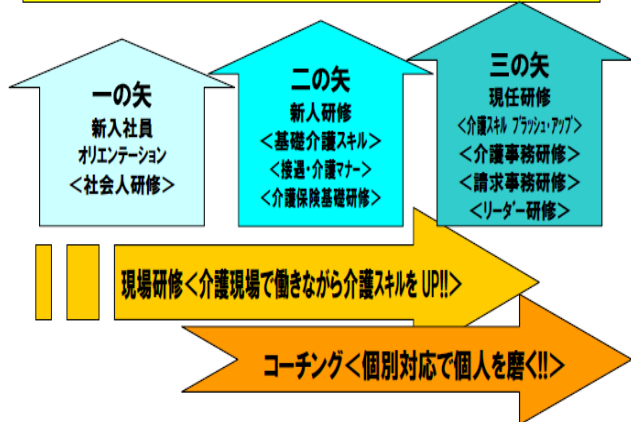 一の矢
新入社員
オリエンテーション
＜社会人研修＞
二の矢
新人研修
＜基礎介護スキル＞
＜接遇・介護マナー＞
＜介護保険基礎研修＞
三の矢
現任研修
＜介護スキル ブラッシュ・アップ＞
＜介護事務研修＞
＜請求事務研修＞
＜リーダー研修＞
現場研修＜介護現場で働きながら介護スキルをUP!!＞
コーチング＜個別対応で個人を磨く!!＞